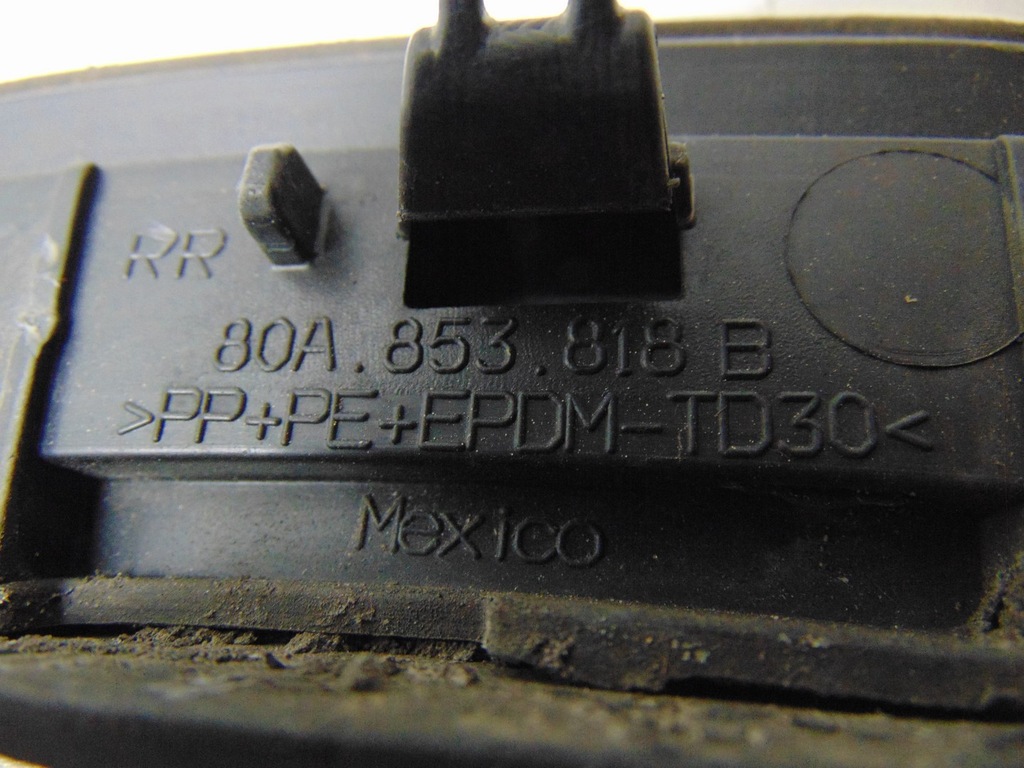 RR
80A.853.818 B
>PP+PE+EPDM-TD30<
Mexico